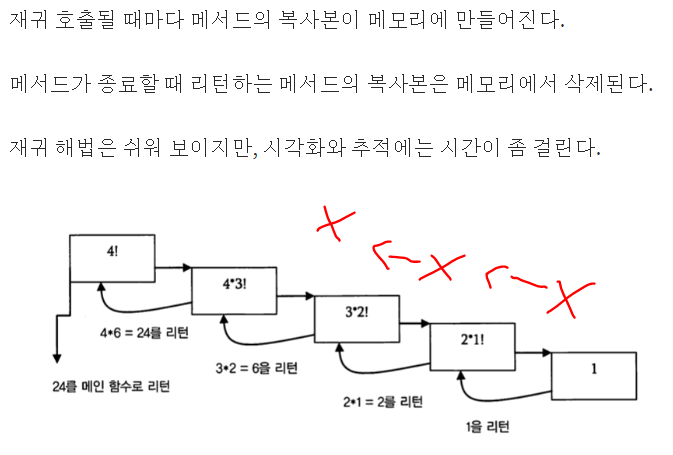 재귀 호출될 때마다 메서드의 복사본이 메모리에 만들어진다.
메서드가 종료할 때 리턴하는 메서드의 복사본은 메모리에서 삭제된다.
재귀 해법은 쉬워 보이지만, 시각화와 추적에는 시간이 좀 걸린다.
4!
4*3!
3*2!
2*1!
1
4*6 = 24를 리턴
3*2 = 6을 리턴
2*1 = 2를 리턴
1을 리턴
24를 메인 함수로 리턴